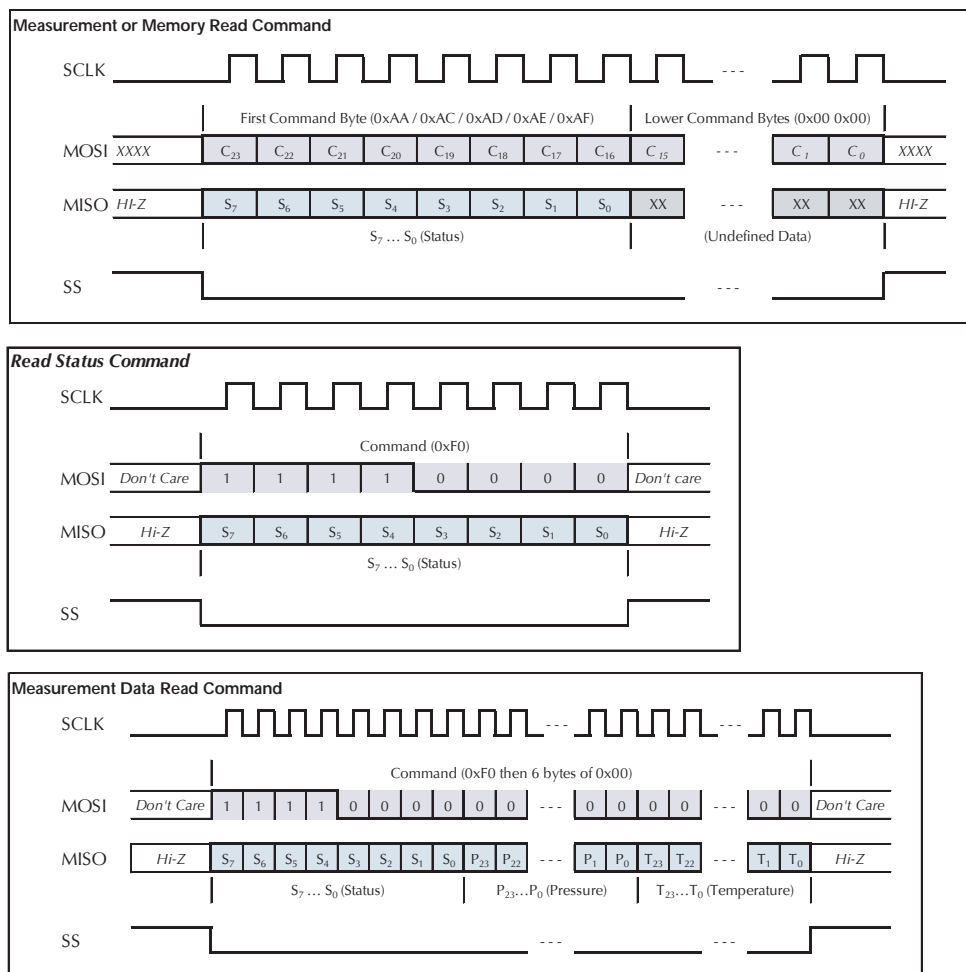 Measurement or Memory Read Command
SCLK - - -
First Command Byte (0xAA / 0xAC / 0xAD / 0xAE / 0xAF) Lower Command Bytes (0x00 0x00)
MOSI XXXX C₂₃ C₂₂ C₂₁ C₂₀ C₁₉ C₁₈ C₁₇ C₁₆ C₁₅ - - - C₁ C₀ XXXX
MISO HI-Z S₇ S₆ S₅ S₄ S₃ S₂ S₁ S₀ XX - - - XX XX HI-Z
S₇ … S₀ (Status) (Undefined Data)
SS - - -
Read Status Command
SCLK
Command (0xF0)
MOSI Don't Care 1 1 1 1 0 0 0 0 Don't care
MISO Hi-Z S₇ S₆ S₅ S₄ S₃ S₂ S₁ S₀ Hi-Z
S₇ … S₀ (Status)
SS
Measurement Data Read Command
SCLK - - - - - -
Command (0xF0 then 6 bytes of 0x00)
MOSI Don't Care 1 1 1 1 0 0 0 0 0 0 - - - 0 0 0 0 - - - 0 0 Don't Care
MISO Hi-Z S₇ S₆ S₅ S₄ S₃ S₂ S₁ S₀ P₂₃ P₂₂ - - - P₁ P₀ T₂₃ T₂₂ - - - T₁ T₀ Hi-Z
S₇ … S₀ (Status) P₂₃…P₀ (Pressure) T₂₃…T₀ (Temperature)
SS - - - - - -